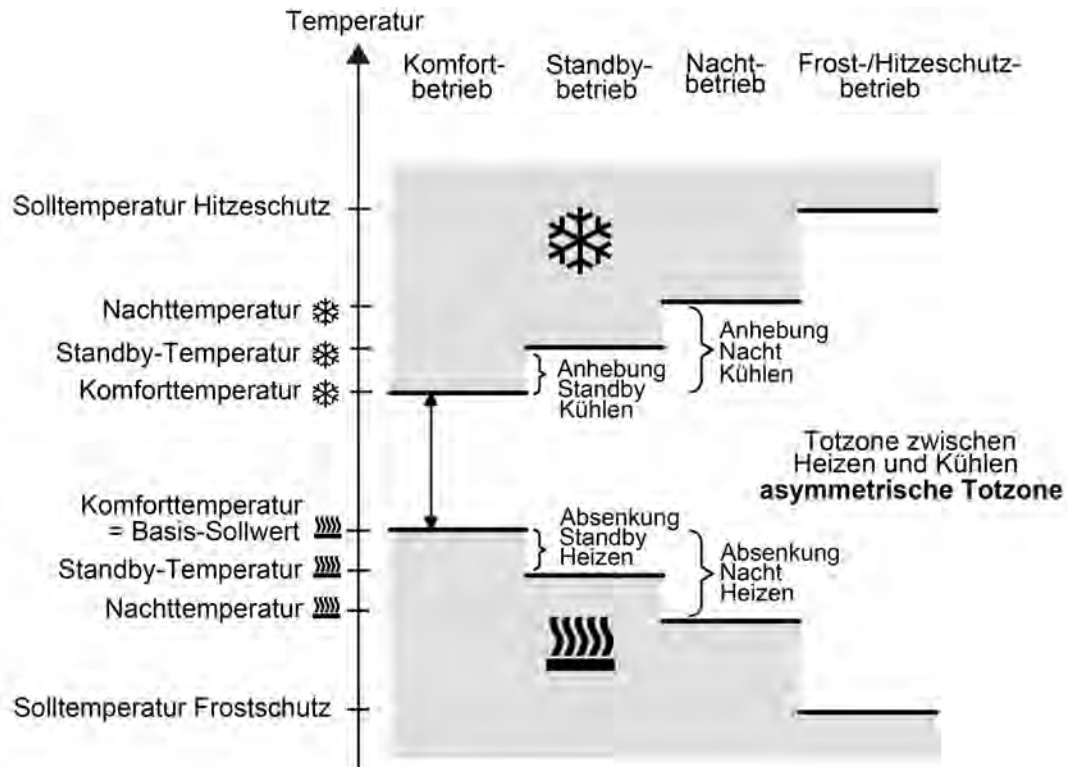 Temperatur
Komfort-
betrieb
Standby-
betrieb
Nacht-
betrieb
Frost-/Hitzeschutz-
betrieb
Solltemperatur Hitzeschutz
Nachttemperatur
Standby-Temperatur
Komforttemperatur
Anhebung
Standby
Kühlen
Anhebung
Nacht
Kühlen
Totzone zwischen
Heizen und Kühlen
asymmetrische Totzone
Komforttemperatur
= Basis-Sollwert
Standby-Temperatur
Nachttemperatur
Absenkung
Standby
Heizen
Absenkung
Nacht
Heizen
Solltemperatur Frostschutz